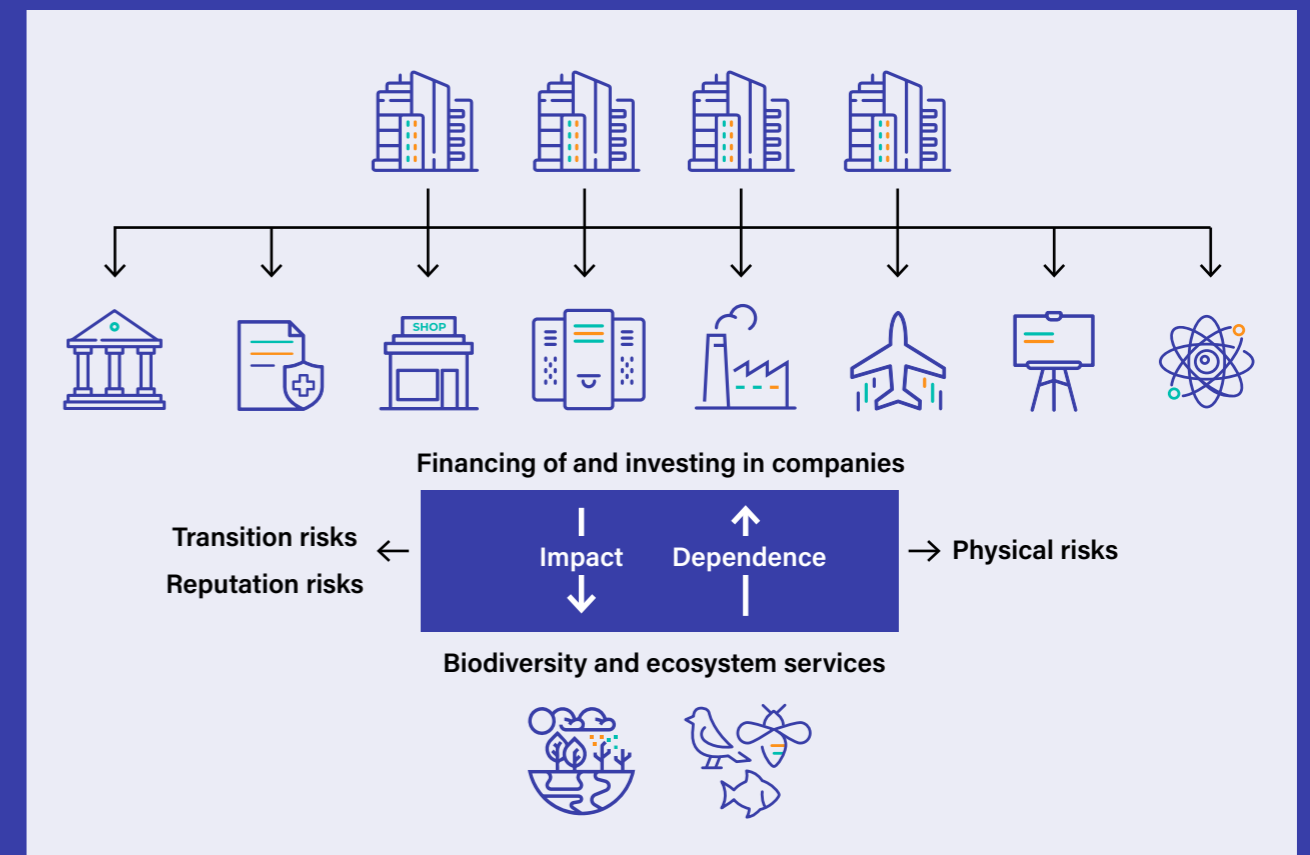 SHOP
Financing of and investing in companies
Transition risks
Reputation risks
Impact
Dependence
Physical risks
Biodiversity and ecosystem services